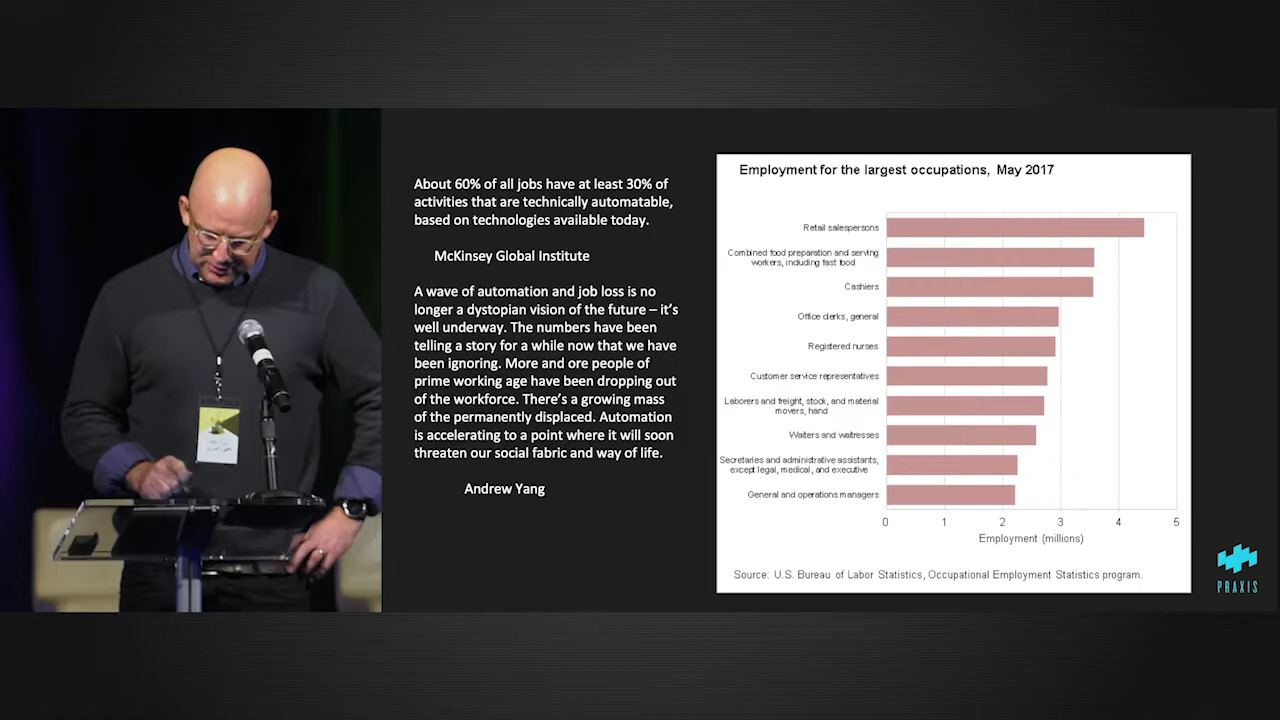 About 60% of all jobs have at least 30% of
activities that are technically automatable,
based on technologies available today.
McKinsey Global Institute
A wave of automation and job loss is no
longer a dystopian vision of the future – it's
well underway. The numbers have been
telling a story for a while now that we have
been ignoring. More and ore people of
prime working age have been dropping out
of the workforce. There's a growing mass
of the permanently displaced. Automation
is accelerating to a point where it will soon
threaten our social fabric and way of life.
Andrew Yang
Employment for the largest occupations, May 2017
Retail salespersons
Combined food preparation and serving
workers, including fast food
Cashiers
Office clerks, general
Registered nurses
Customer service representatives
Laborers and freight, stock, and material
movers, hand
Waiters and waitresses
Secretaries and administrative assistants,
except legal, medical, and executive
General and operations managers
0 1 2 3 4 5
Employment (millions)
Source: U.S. Bureau of Labor Statistics, Occupational Employment Statistics program.
PRAXIS